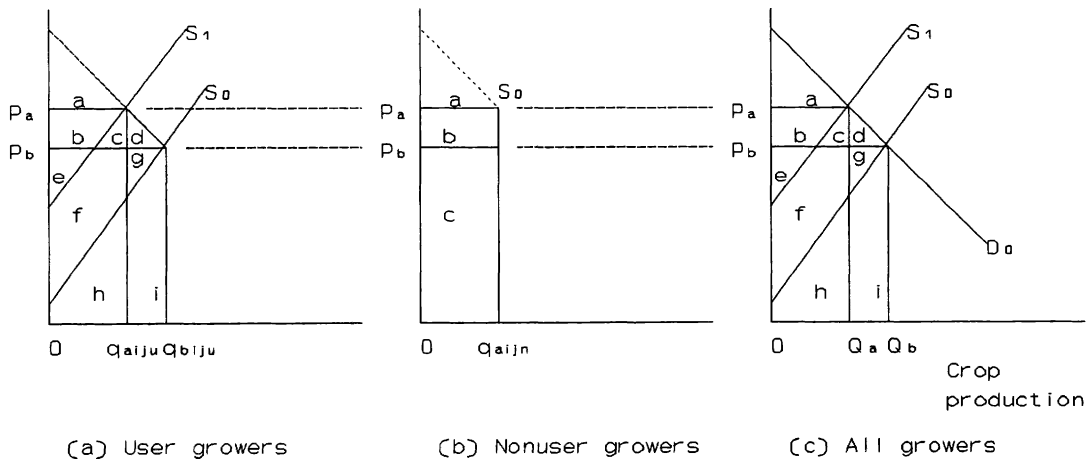 S1
S0
a
Pa
b c d
Pb
g
e
f
h i
0 qaiju qbiju
(a) User growers
S0
a
Pa
b
Pb
c
0 qaijn
(b) Nonuser growers
S1
S0
a
Pa
b c d
Pb
g
e
f
D0
h i
0 Qa Qb
Crop
production
(c) All growers